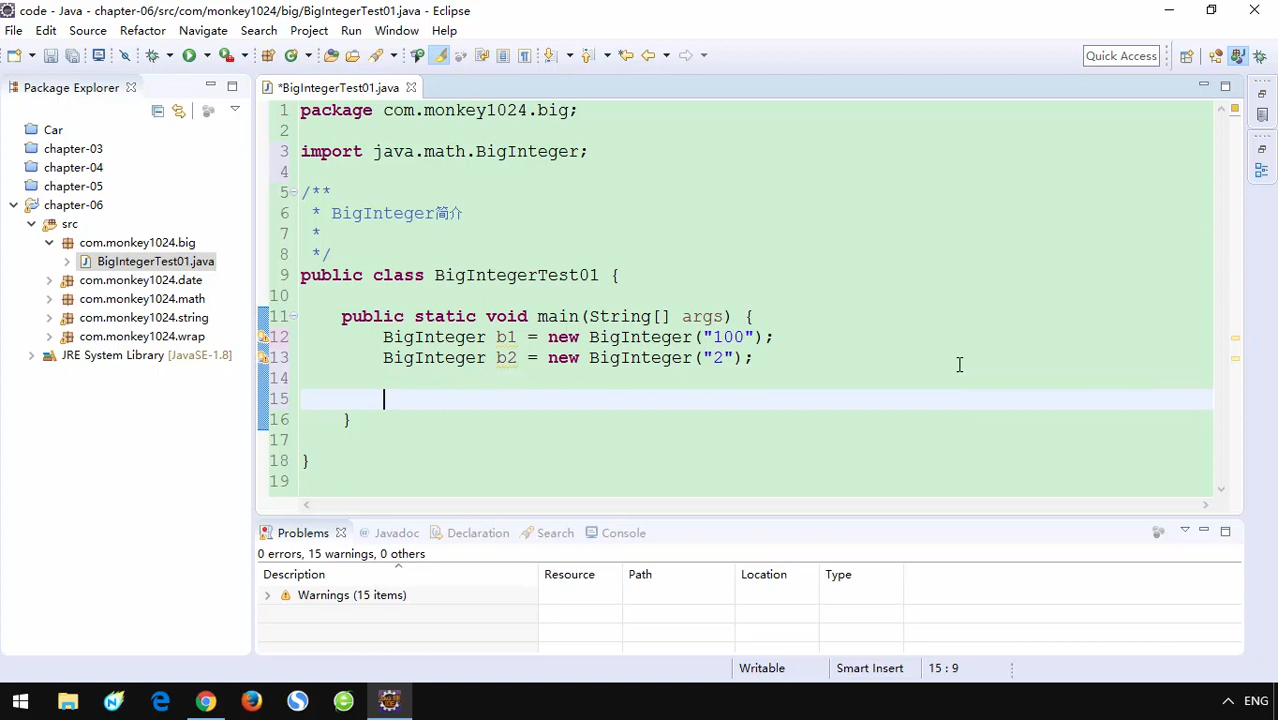 code - Java - chapter-06/src/com/monkey1024/big/BigIntegerTest01.java - Eclipse
File Edit Source Refactor Navigate Search Project Run Window Help
Quick Access
Package Explorer
Car
chapter-03
chapter-04
chapter-05
chapter-06
src
com.monkey1024.big
BigIntegerTest01.java
com.monkey1024.date
com.monkey1024.math
com.monkey1024.string
com.monkey1024.wrap
JRE System Library [JavaSE-1.8]
*BigIntegerTest01.java
1 package com.monkey1024.big;
2
3 import java.math.BigInteger;
4
5 /**
6 * BigInteger简介
7 *
8 */
9 public class BigIntegerTest01 {
10
11 public static void main(String[] args) {
12 BigInteger b1 = new BigInteger("100");
13 BigInteger b2 = new BigInteger("2");
14
15
16 }
17
18 }
19
Problems @ Javadoc Declaration Search Console
0 errors, 15 warnings, 0 others
Description Resource Path Location Type
Warnings (15 items)
Writable Smart Insert 15 : 9
ENG